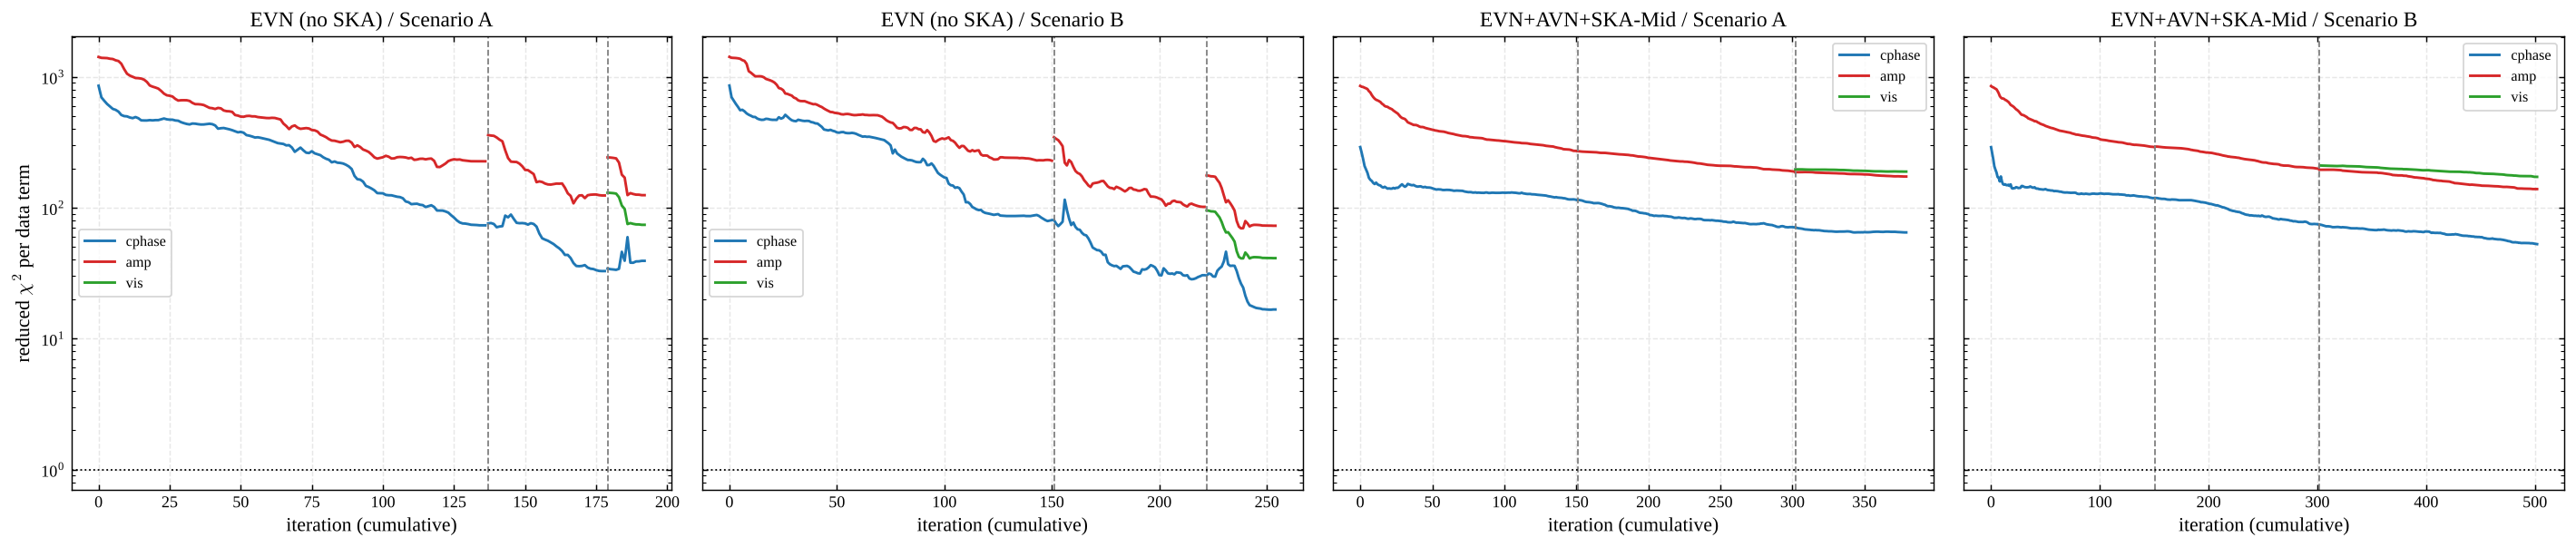 EVN (no SKA) / Scenario A
EVN (no SKA) / Scenario B
EVN+AVN+SKA-Mid / Scenario A
EVN+AVN+SKA-Mid / Scenario B
reduced χ² per data term
10³
10²
10¹
10⁰
cphase
amp
vis
0 25 50 75 100 125 150 175 200
iteration (cumulative)
cphase
amp
vis
0 50 100 150 200 250
iteration (cumulative)
cphase
amp
vis
0 50 100 150 200 250 300 350
iteration (cumulative)
cphase
amp
vis
0 100 200 300 400 500
iteration (cumulative)